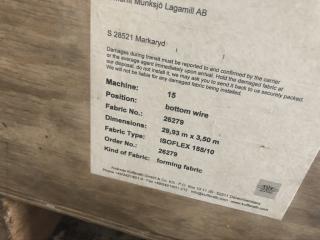 Munksjö Lagamill AB
S 28521 Markaryd
Damages during transit must be reported to and confirmed by the carrier
or the average agent immediately upon arrival. Hold the damaged fabric at
our disposal, do not install it, we may ask you to send it back to us securely packed.
We will not be liable for any damaged fabric being installed.
Machine: 15
Position: bottom wire
Fabric No.: 26279
Dimensions: 29,93 m x 3,50 m
Fabric Type: ISOFLEX 155/10
Order No.: 26279
Kind of Fabric: forming fabric